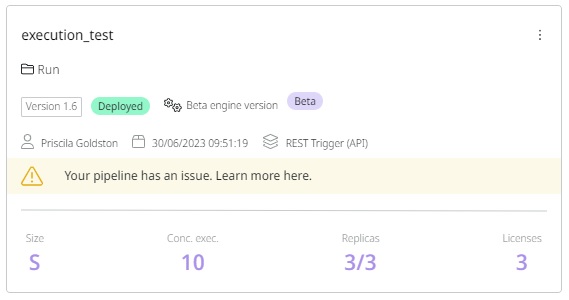 execution_test
Run
Version 1.6 Deployed Beta engine version Beta
Priscila Goldston 30/06/2023 09:51:19 REST Trigger (API)
Your pipeline has an issue. Learn more here.
Size Conc. exec. Replicas Licenses
S 10 3/3 3